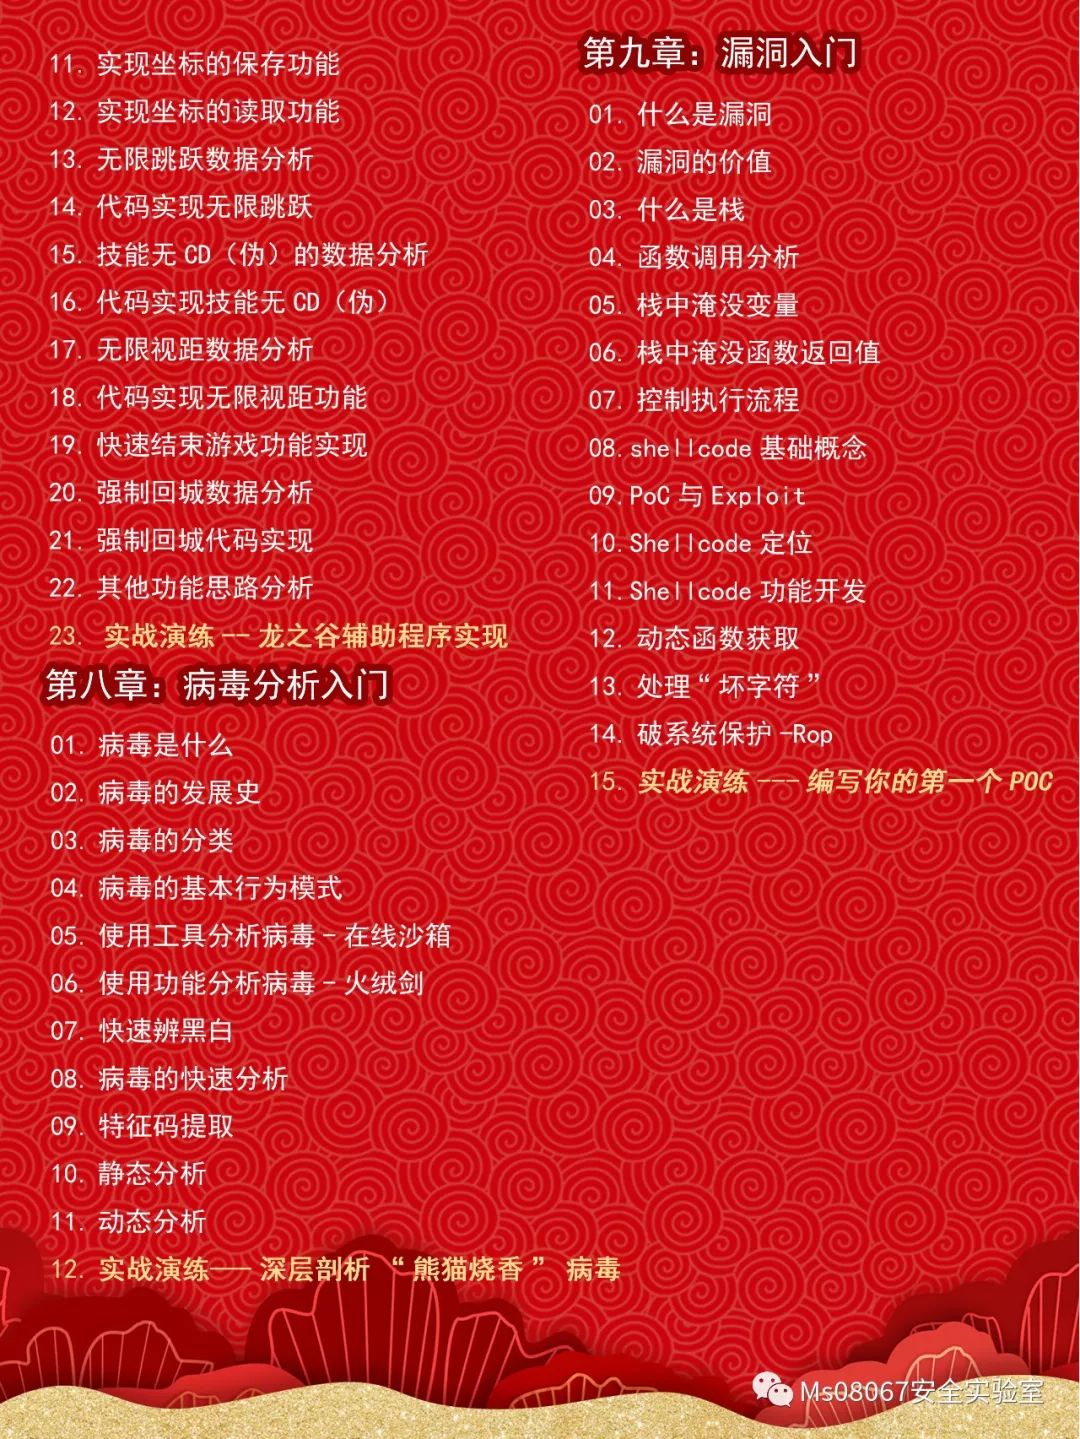 11. 实现坐标的保存功能
12. 实现坐标的读取功能
13. 无限跳跃数据分析
14. 代码实现无限跳跃
15. 技能无 CD（伪）的数据分析
16. 代码实现技能无 CD（伪）
17. 无限视距数据分析
18. 代码实现无限视距功能
19. 快速结束游戏功能实现
20. 强制回城数据分析
21. 强制回城代码实现
22. 其他功能思路分析
23. 实战演练 -- 龙之谷辅助程序实现
第八章：病毒分析入门
01. 病毒是什么
02. 病毒的发展史
03. 病毒的分类
04. 病毒的基本行为模式
05. 使用工具分析病毒 - 在线沙箱
06. 使用功能分析病毒 - 火绒剑
07. 快速辨黑白
08. 病毒的快速分析
09. 特征码提取
10. 静态分析
11. 动态分析
12. 实战演练—— 深层剖析 “熊猫烧香” 病毒
第九章：漏洞入门
01. 什么是漏洞
02. 漏洞的价值
03. 什么是栈
04. 函数调用分析
05. 栈中淹没变量
06. 栈中淹没函数返回值
07. 控制执行流程
08. shellcode 基础概念
09. PoC 与 Exploit
10. Shellcode 定位
11. Shellcode 功能开发
12. 动态函数获取
13. 处理“坏字符”
14. 破系统保护 -Rop
15. 实战演练 --- 编写你的第一个 POC
Ms08067安全实验室